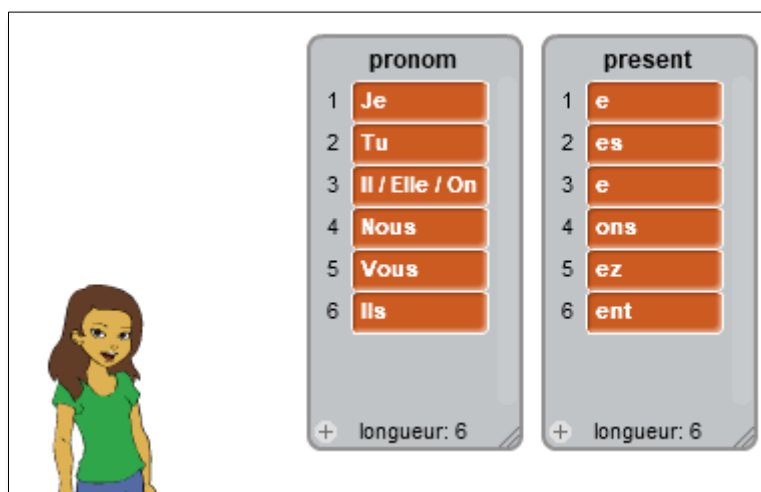 pronom
1 Je
2 Tu
3 Il / Elle / On
4 Nous
5 Vous
6 Ils
+ longueur: 6
present
1 e
2 es
3 e
4 ons
5 ez
6 ent
+ longueur: 6